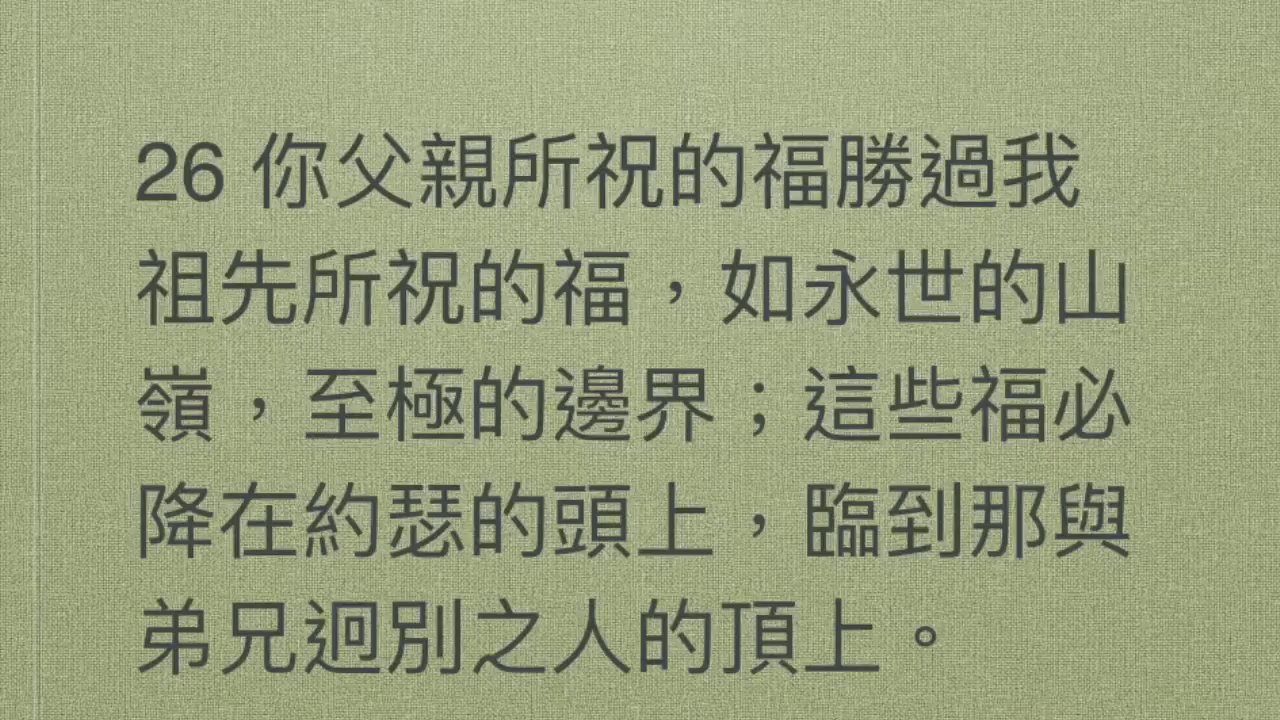 26 你父親所祝的福勝過我
祖先所祝的福，如永世的山
嶺，至極的邊界；這些福必
降在約瑟的頭上，臨到那與
弟兄迥別之人的頂上。